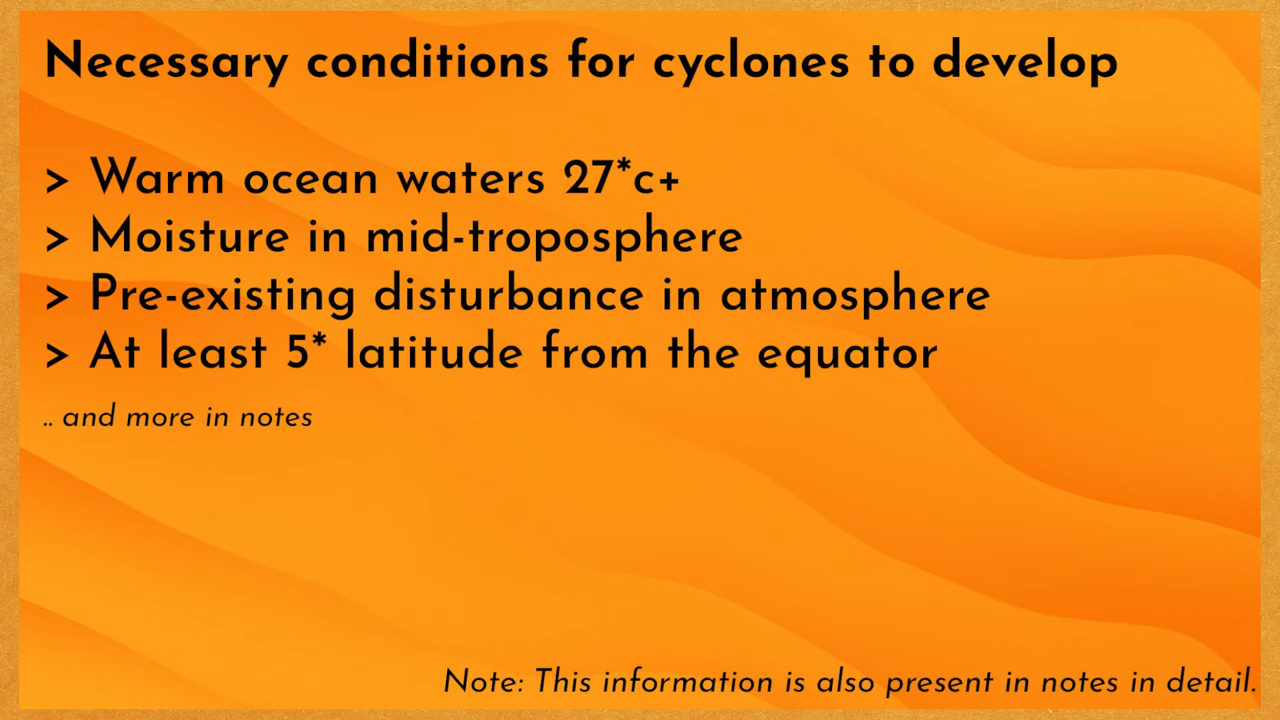 Necessary conditions for cyclones to develop
> Warm ocean waters 27*c+
> Moisture in mid-troposphere
> Pre-existing disturbance in atmosphere
> At least 5* latitude from the equator
.. and more in notes
Note: This information is also present in notes in detail.